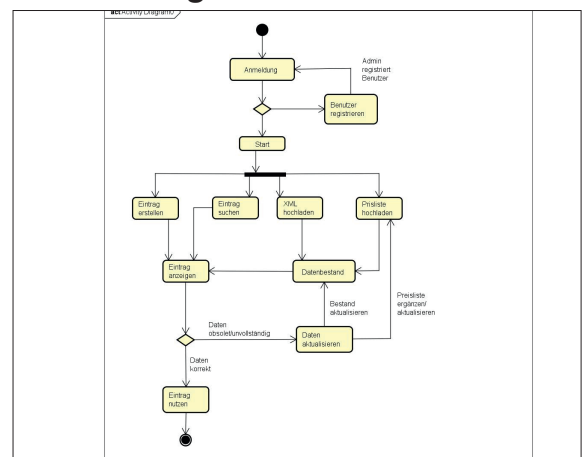 act Activity Diagram0
Anmeldung
Admin
registriert
Benutzer
Benutzer
registrieren
Start
Eintrag
erstellen
Eintrag
suchen
XML
hochladen
Prisliste
hochladen
Eintrag
anzeigen
Datenbestand
Bestand
aktualisieren
Preisliste
ergänzen/
aktualisieren
Daten
obsolet/unvollständig
Daten
aktualisieren
Daten
korrekt
Eintrag
nutzen